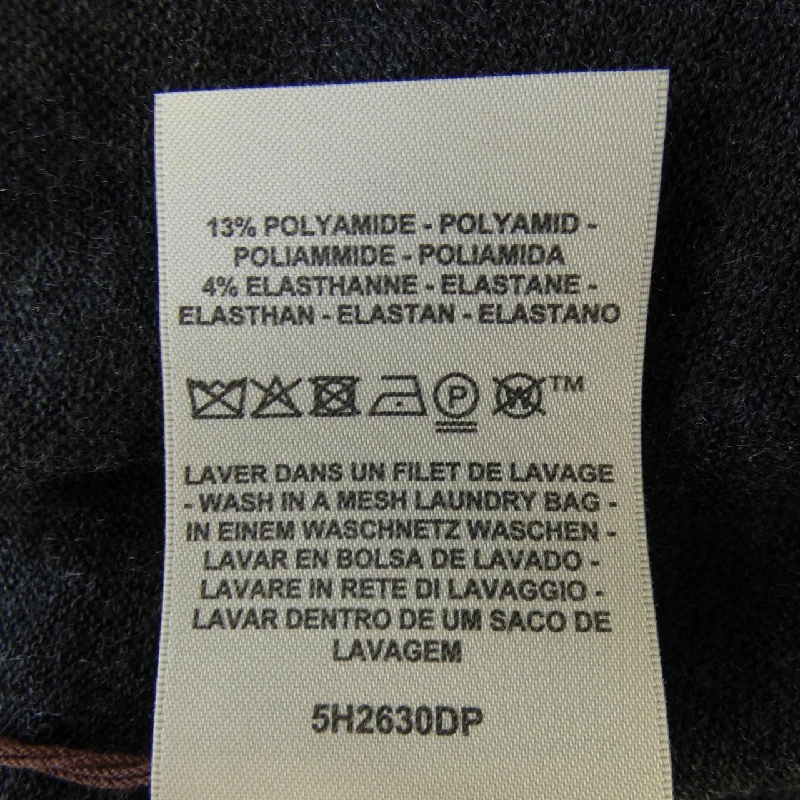 13% POLYAMIDE - POLYAMID -
POLIAMMIDE - POLIAMIDA
4% ELASTHANNE - ELASTANE -
ELASTHAN - ELASTAN - ELASTANO
P W TM
LAVER DANS UN FILET DE LAVAGE
- WASH IN A MESH LAUNDRY BAG -
IN EINEM WASCHNETZ WASCHEN -
LAVAR EN BOLSA DE LAVADO -
LAVARE IN RETE DI LAVAGGIO -
LAVAR DENTRO DE UM SACO DE
LAVAGEM
5H2630DP